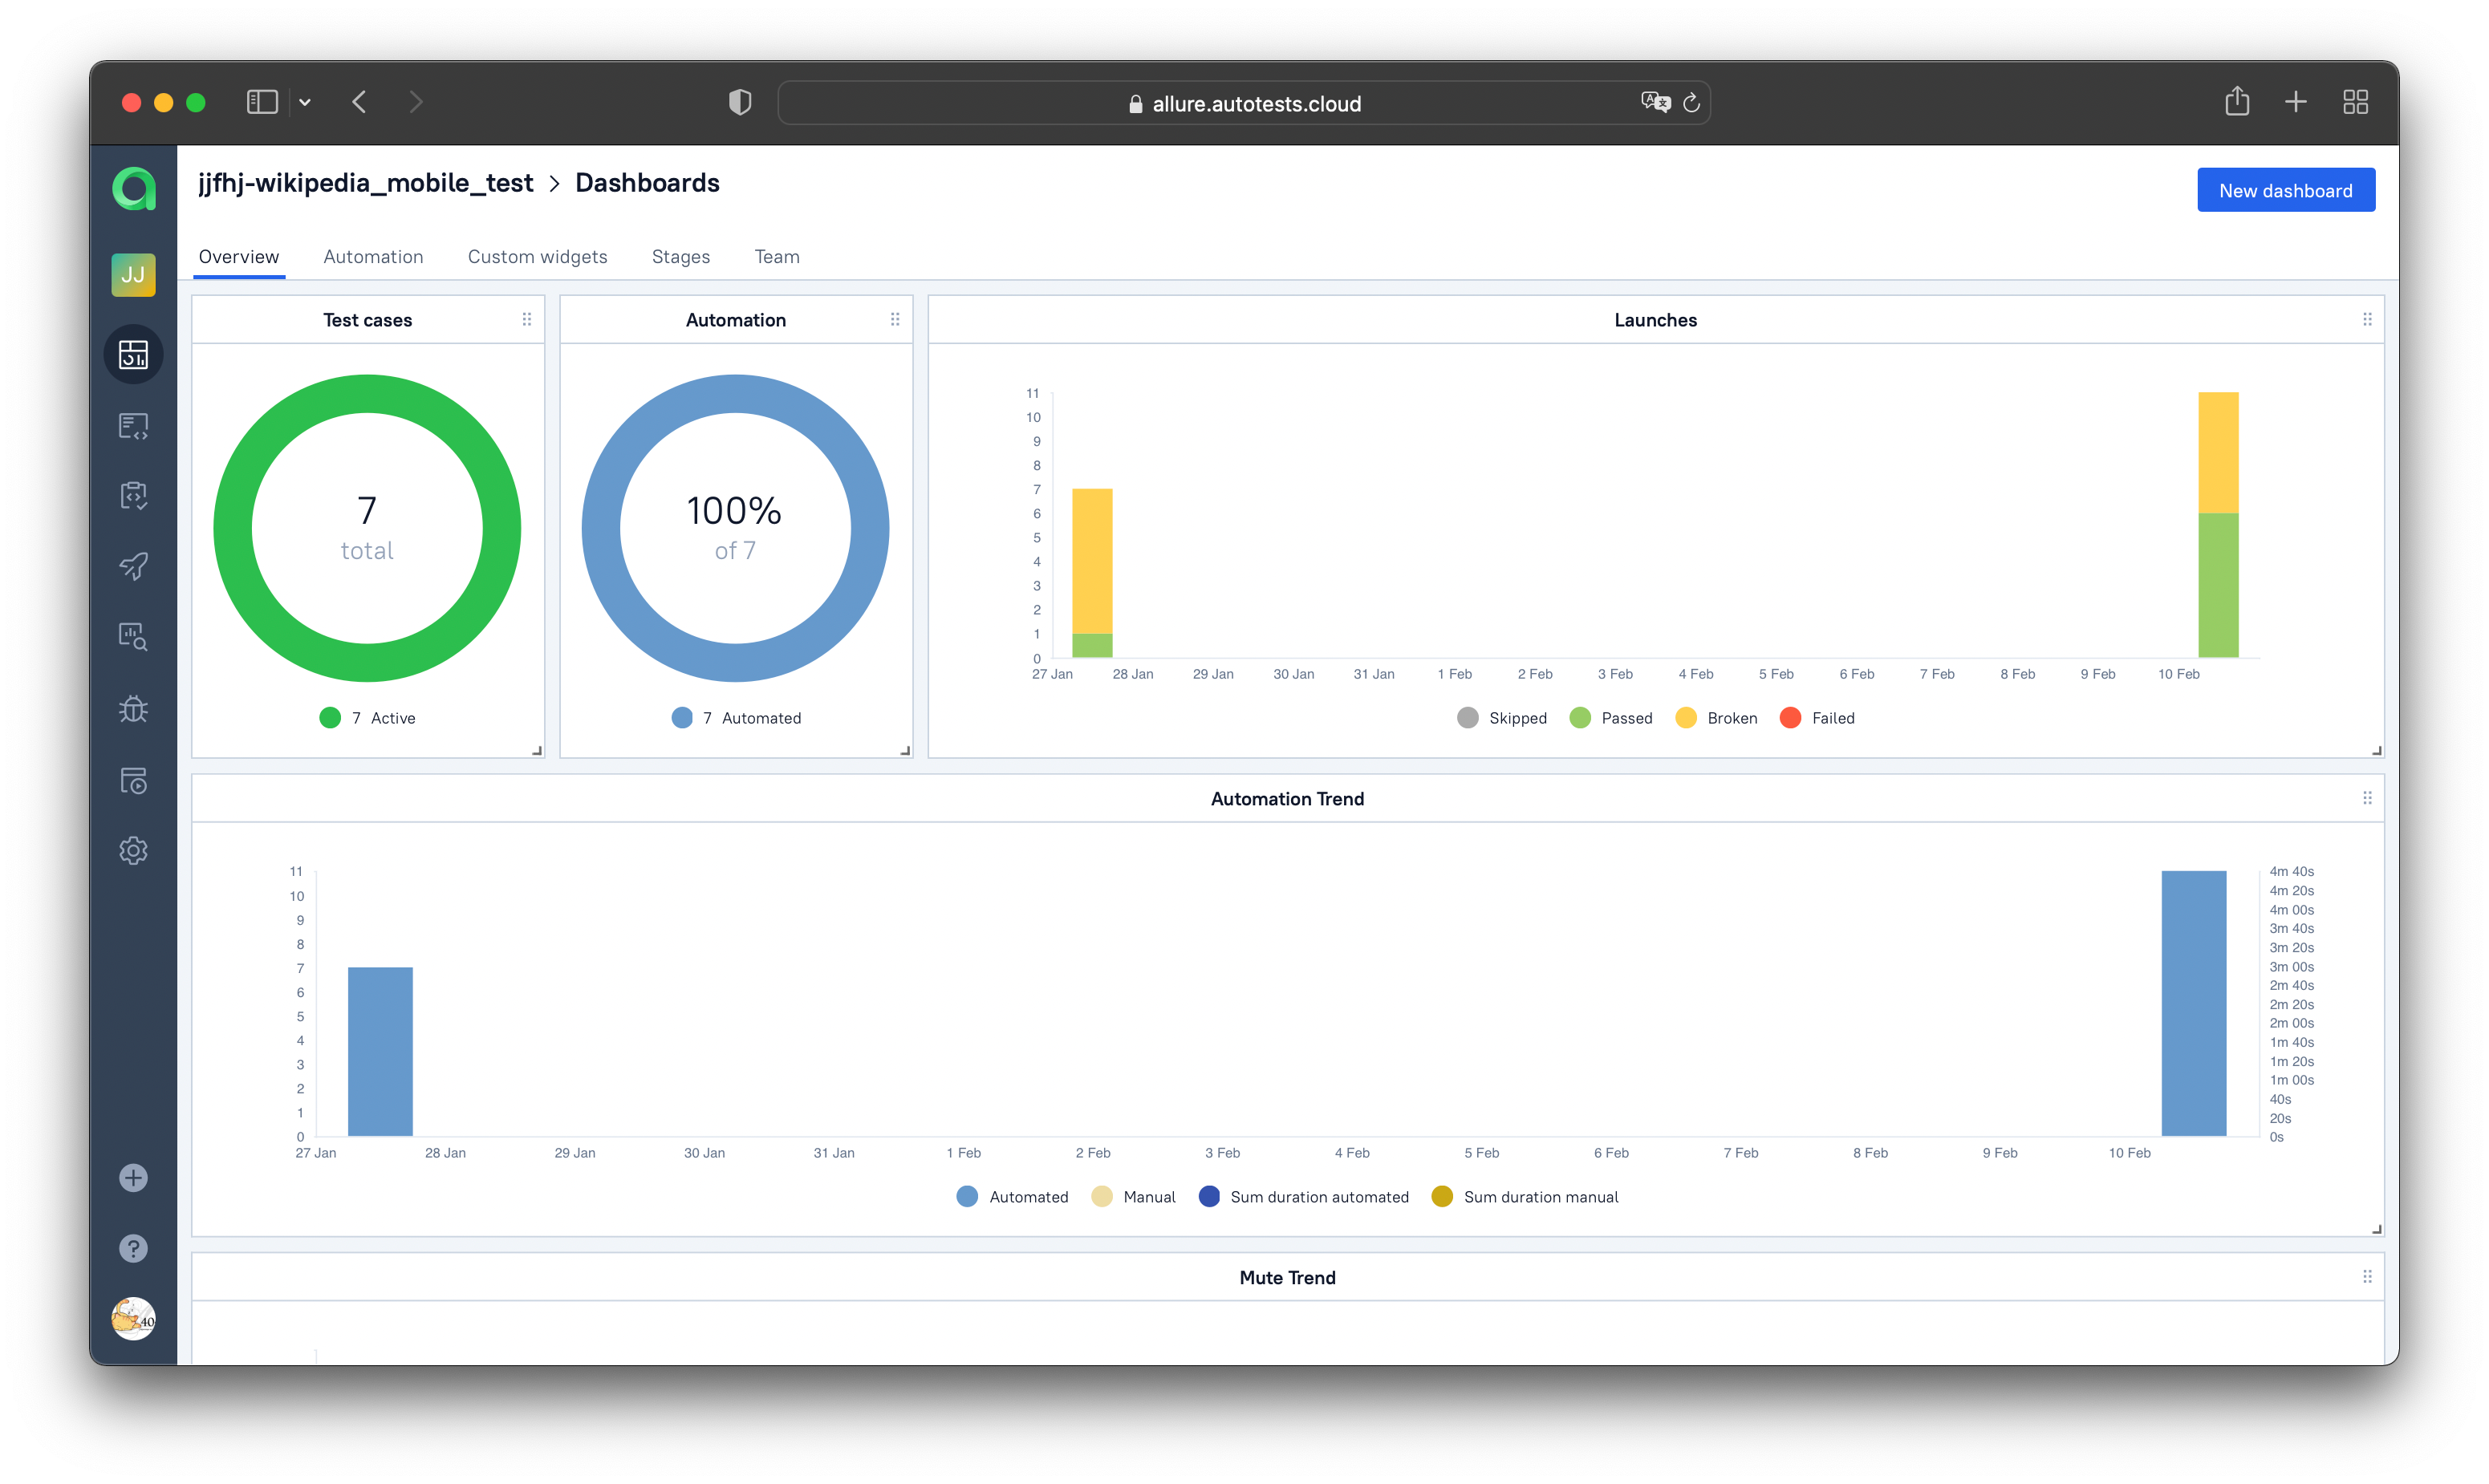 allure.autotests.cloud
jjfhj-wikipedia_mobile_test > Dashboards
New dashboard
JJ
Overview Automation Custom widgets Stages Team
Test cases
7
total
7 Active
Automation
100%
of 7
7 Automated
Launches
11
10
9
8
7
6
5
4
3
2
1
0
27 Jan 28 Jan 29 Jan 30 Jan 31 Jan 1 Feb 2 Feb 3 Feb 4 Feb 5 Feb 6 Feb 7 Feb 8 Feb 9 Feb 10 Feb
Skipped Passed Broken Failed
Automation Trend
11
10
9
8
7
6
5
4
3
2
1
0
4m 40s
4m 20s
4m 00s
3m 40s
3m 20s
3m 00s
2m 40s
2m 20s
2m 00s
1m 40s
1m 20s
1m 00s
40s
20s
0s
27 Jan 28 Jan 29 Jan 30 Jan 31 Jan 1 Feb 2 Feb 3 Feb 4 Feb 5 Feb 6 Feb 7 Feb 8 Feb 9 Feb 10 Feb
Automated Manual Sum duration automated Sum duration manual
Mute Trend
40